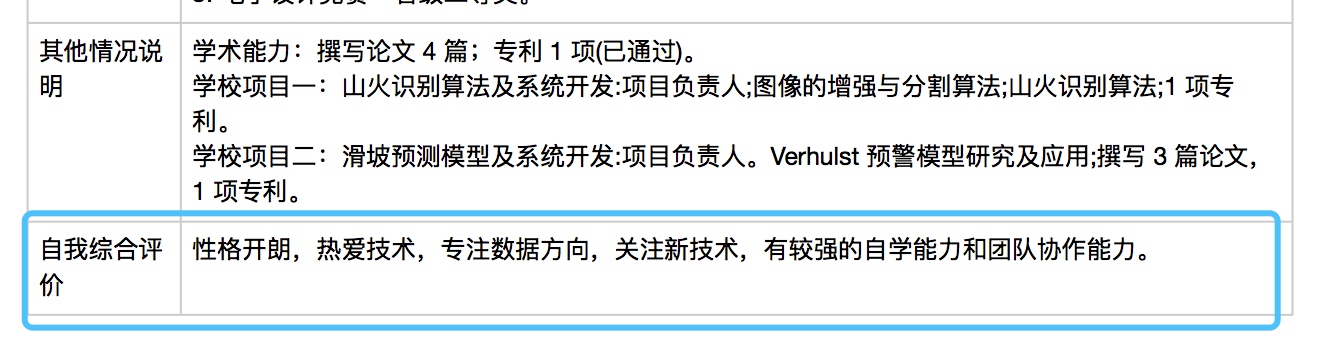 其他情况说
明
学术能力：撰写论文 4 篇；专利 1 项(已通过)。
学校项目一：山火识别算法及系统开发:项目负责人;图像的增强与分割算法;山火识别算法;1 项专
利。
学校项目二：滑坡预测模型及系统开发:项目负责人。Verhulst 预警模型研究及应用;撰写 3 篇论文，
1 项专利。
自我综合评
价
性格开朗，热爱技术，专注数据方向，关注新技术，有较强的自学能力和团队协作能力。